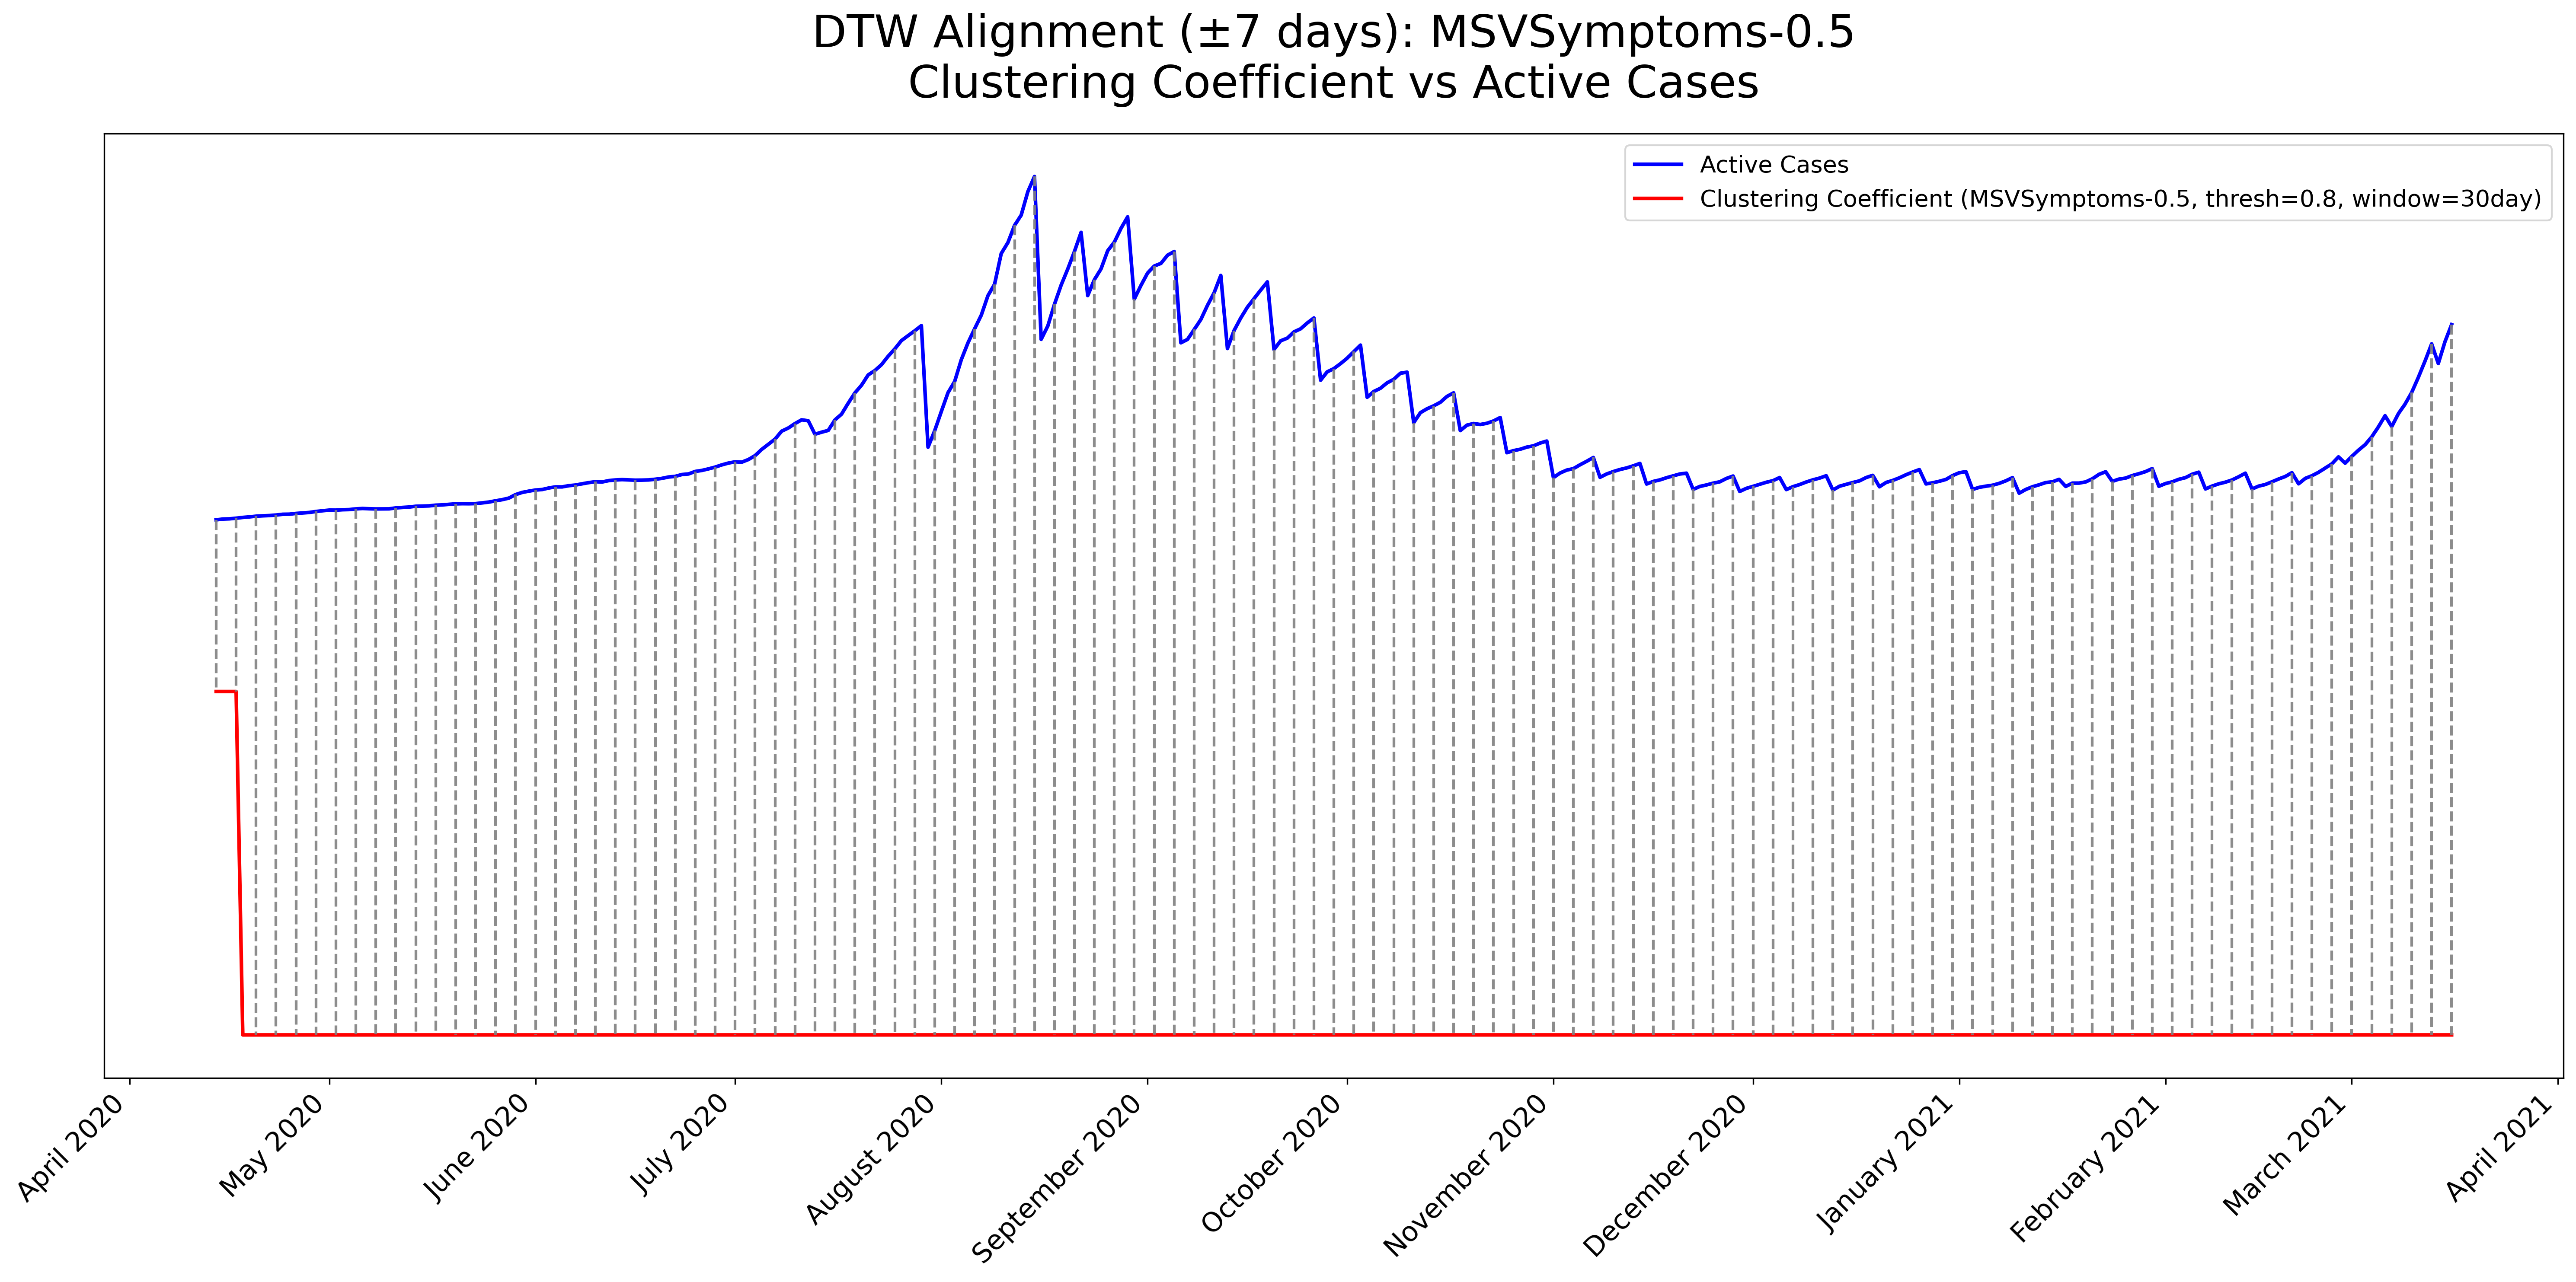 DTW Alignment (±7 days): MSVSymptoms-0.5
Clustering Coefficient vs Active Cases
Active Cases
Clustering Coefficient (MSVSymptoms-0.5, thresh=0.8, window=30day)
April 2020
May 2020
June 2020
July 2020
August 2020
September 2020
October 2020
November 2020
December 2020
January 2021
February 2021
March 2021
April 2021